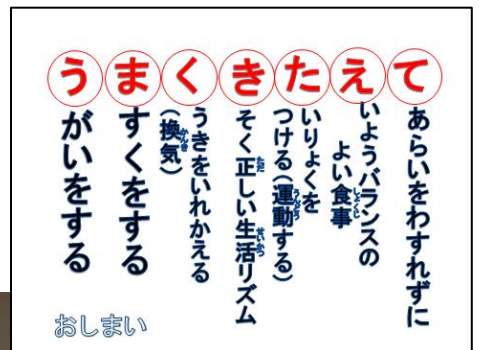 てあらいをわすれずに
えいようバランスの
よい食事
たいりょくを
つける(運動する)
きそく正しい生活リズム
くうきをいれかえる
(換気)
ますくをする
うがいをする
おしまい